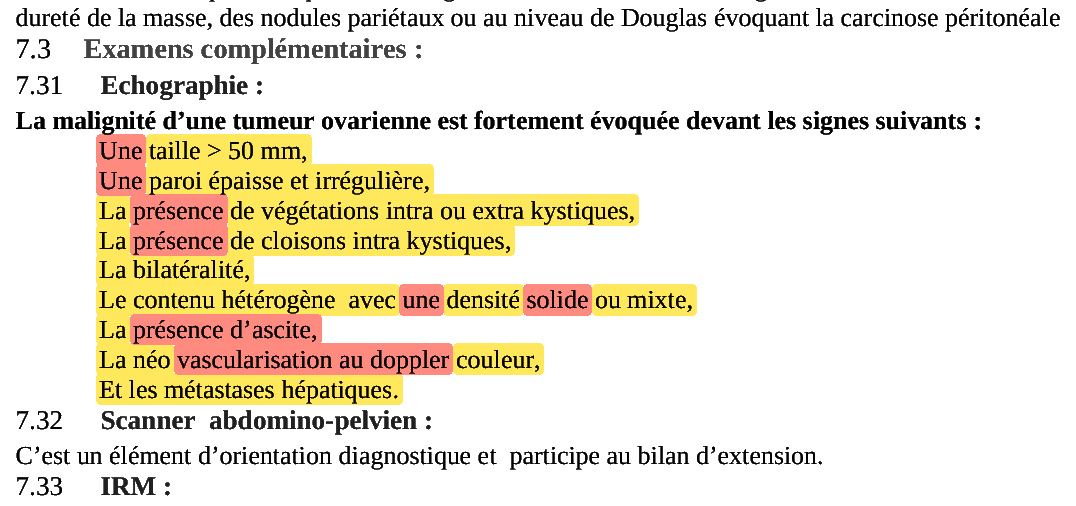 dureté de la masse, des nodules pariétaux ou au niveau de Douglas évoquant la carcinose péritonéale
7.3 Examens complémentaires :
7.31 Echographie :
La malignité d’une tumeur ovarienne est fortement évoquée devant les signes suivants :
Une taille > 50 mm,
Une paroi épaisse et irrégulière,
La présence de végétations intra ou extra kystiques,
La présence de cloisons intra kystiques,
La bilatéralité,
Le contenu hétérogène avec une densité solide ou mixte,
La présence d’ascite,
La néo vascularisation au doppler couleur,
Et les métastases hépatiques.
7.32 Scanner abdomino-pelvien :
C’est un élément d’orientation diagnostique et participe au bilan d’extension.
7.33 IRM :